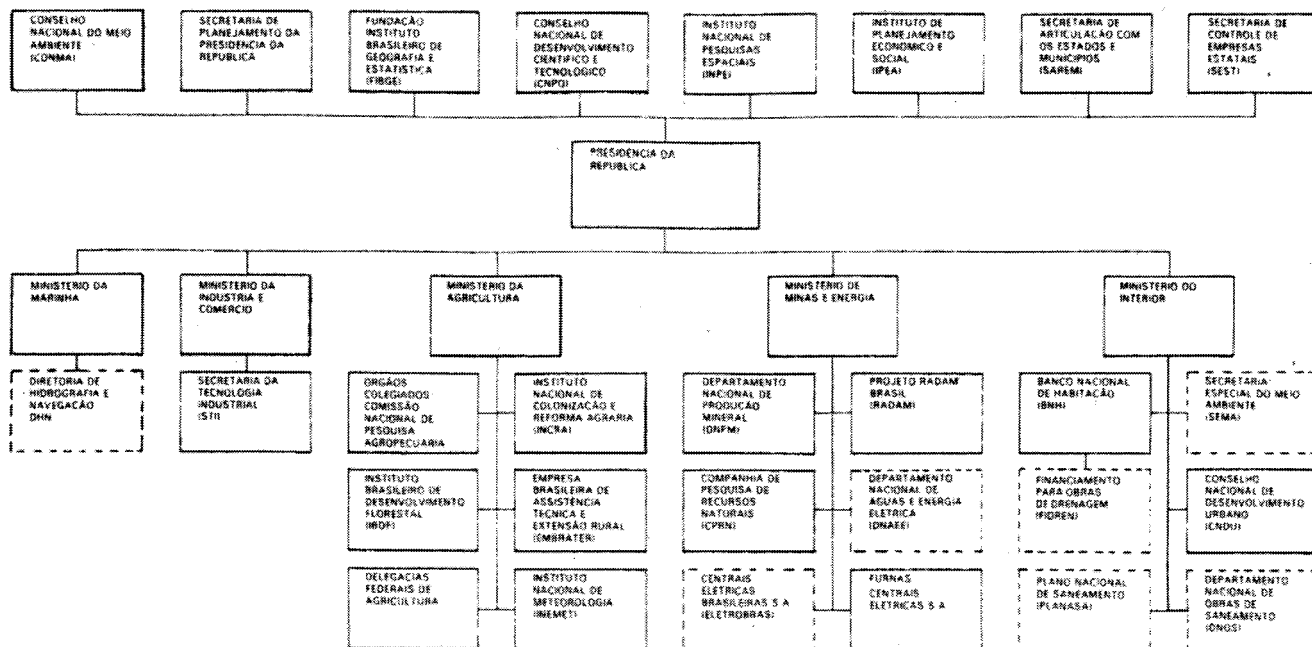 CONSELHO
NACIONAL DO MEIO
AMBIENTE
(CONMA)
SECRETARIA DE
PLANEJAMENTO DA
PRESIDENCIA DA
REPUBLICA
FUNDAÇÃO
INSTITUTO
BRASILEIRO DE
GEOGRAFIA E
ESTATISTICA
(FIBGE)
CONSELHO
NACIONAL DE
DESENVOLVIMENTO
CIENTIFICO E
TECNOLOGICO
(CNPQ)
INSTITUTO
NACIONAL DE
PESQUISAS
ESPACIAIS
(INPE)
INSTITUTO DE
PLANEJAMENTO
ECONOMICO E
SOCIAL
(IPEA)
SECRETARIA DE
ARTICULAÇÃO COM
OS ESTADOS E
MUNICIPIOS
(SAREM)
SECRETARIA DE
CONTROLE DE
EMPRESAS
ESTATAIS
(SEST)
PRESIDENCIA DA
REPUBLICA
MINISTERIO DA
MARINHA
MINISTERIO DA
INDUSTRIA E
COMERCIO
MINISTERIO DA
AGRICULTURA
MINISTERIO DE
MINAS E ENERGIA
MINISTERIO DO
INTERIOR
DIRETORIA DE
HIDROGRAFIA E
NAVEGAÇÃO
DHN
SECRETARIA DA
TECNOLOGIA
INDUSTRIAL
(STI)
ORGÃOS
COLEGIADOS
COMISSÃO
NACIONAL DE
PESQUISA
AGROPECUARIA
INSTITUTO
NACIONAL DE
COLONIZAÇÃO E
REFORMA AGRARIA
(INCRA)
DEPARTAMENTO
NACIONAL DE
PRODUÇÃO
MINERAL
(DNPM)
PROJETO RADAM
BRASIL
(RADAM)
BANCO NACIONAL
DE HABITAÇÃO
(BNH)
SECRETARIA
ESPECIAL DO MEIO
AMBIENTE
(SEMA)
INSTITUTO
BRASILEIRO DE
DESENVOLVIMENTO
FLORESTAL
(IBDF)
EMPRESA
BRASILEIRA DE
ASSISTÊNCIA
TECNICA E
EXTENSÃO RURAL
(EMBRATER)
COMPANHIA DE
PESQUISA DE
RECURSOS
NATURAIS
(CPRN)
DEPARTAMENTO
NACIONAL DE
AGUAS E ENERGIA
ELETRICA
(DNAEE)
FINANCIAMENTO
PARA OBRAS
DE DRENAGEM
(FIDREN)
CONSELHO
NACIONAL DE
DESENVOLVIMENTO
URBANO
(CNDU)
DELEGACIAS
FEDERAIS DE
AGRICULTURA
INSTITUTO
NACIONAL DE
METEOROLOGIA
(INEMET)
CENTRAIS
ELETRICAS
BRASILEIRAS S A
(ELETROBRAS)
FURNAS
CENTRAIS
ELETRICAS S A
PLANO NACIONAL
DE SANEAMENTO
(PLANASA)
DEPARTAMENTO
NACIONAL DE
OBRAS DE
SANEAMENTO
(DNOS)